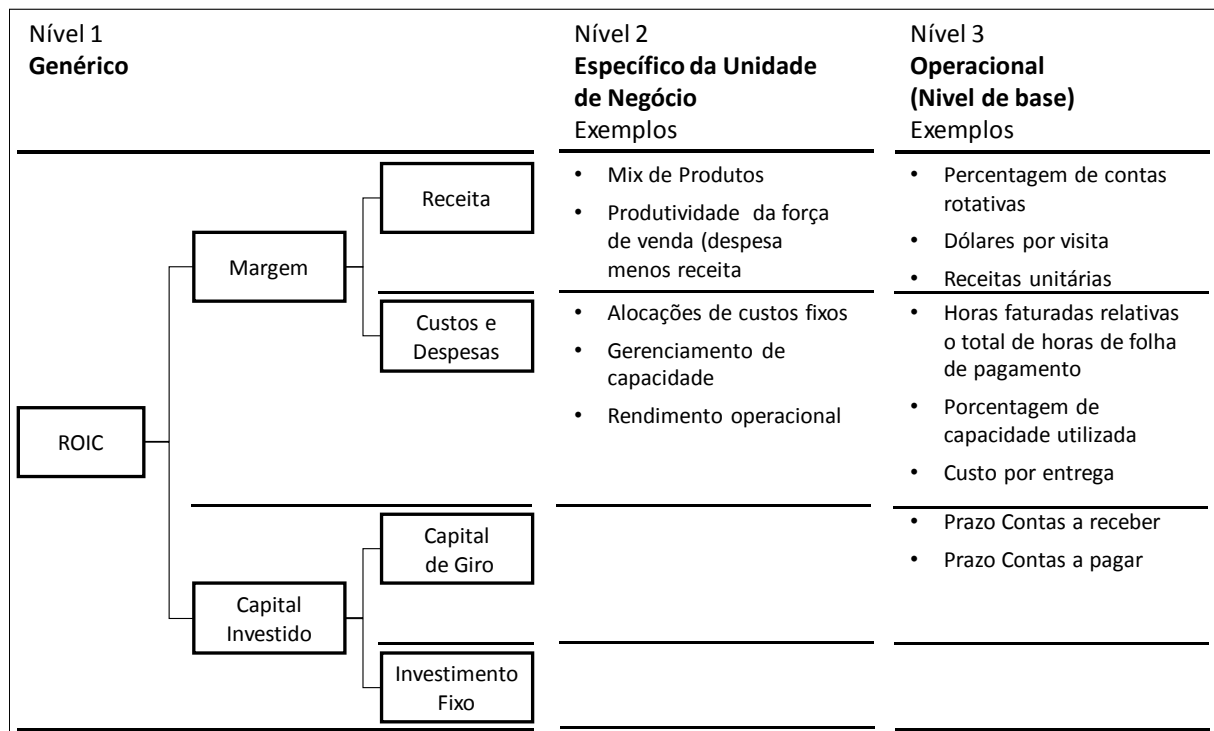 Nível 1
Genérico
Nível 2
Específico da Unidade
de Negócio
Exemplos
Nível 3
Operacional
(Nivel de base)
Exemplos
ROIC
Margem
Receita
Custos e
Despesas
Capital
Investido
Capital
de Giro
Investimento
Fixo
• Mix de Produtos
• Produtividade da força
de venda (despesa
menos receita
• Alocações de custos fixos
• Gerenciamento de
capacidade
• Rendimento operacional
• Percentagem de contas
rotativas
• Dólares por visita
• Receitas unitárias
• Horas faturadas relativas
o total de horas de folha
de pagamento
• Porcentagem de
capacidade utilizada
• Custo por entrega
• Prazo Contas a receber
• Prazo Contas a pagar